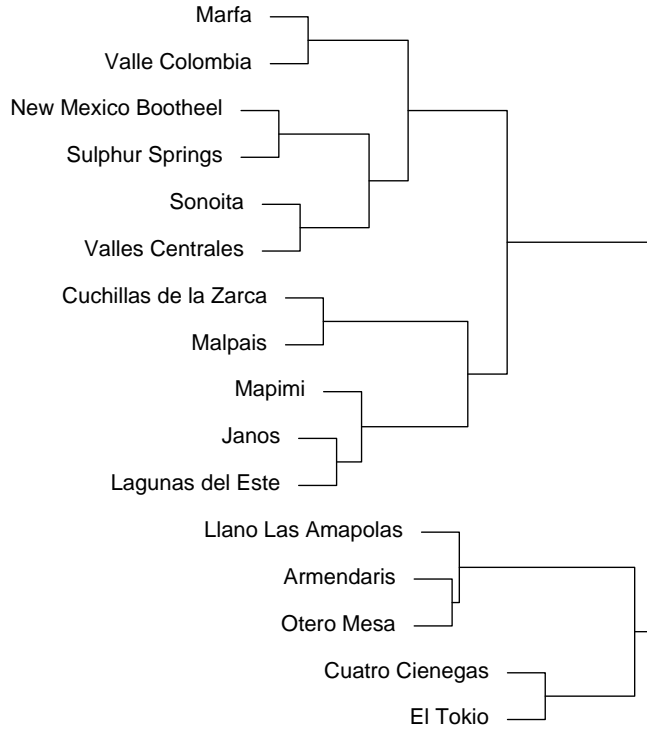 Marfa
Valle Colombia
New Mexico Bootheel
Sulphur Springs
Sonoita
Valles Centrales
Cuchillas de la Zarca
Malpais
Mapimi
Janos
Lagunas del Este
Llano Las Amapolas
Armendaris
Otero Mesa
Cuatro Cienegas
El Tokio